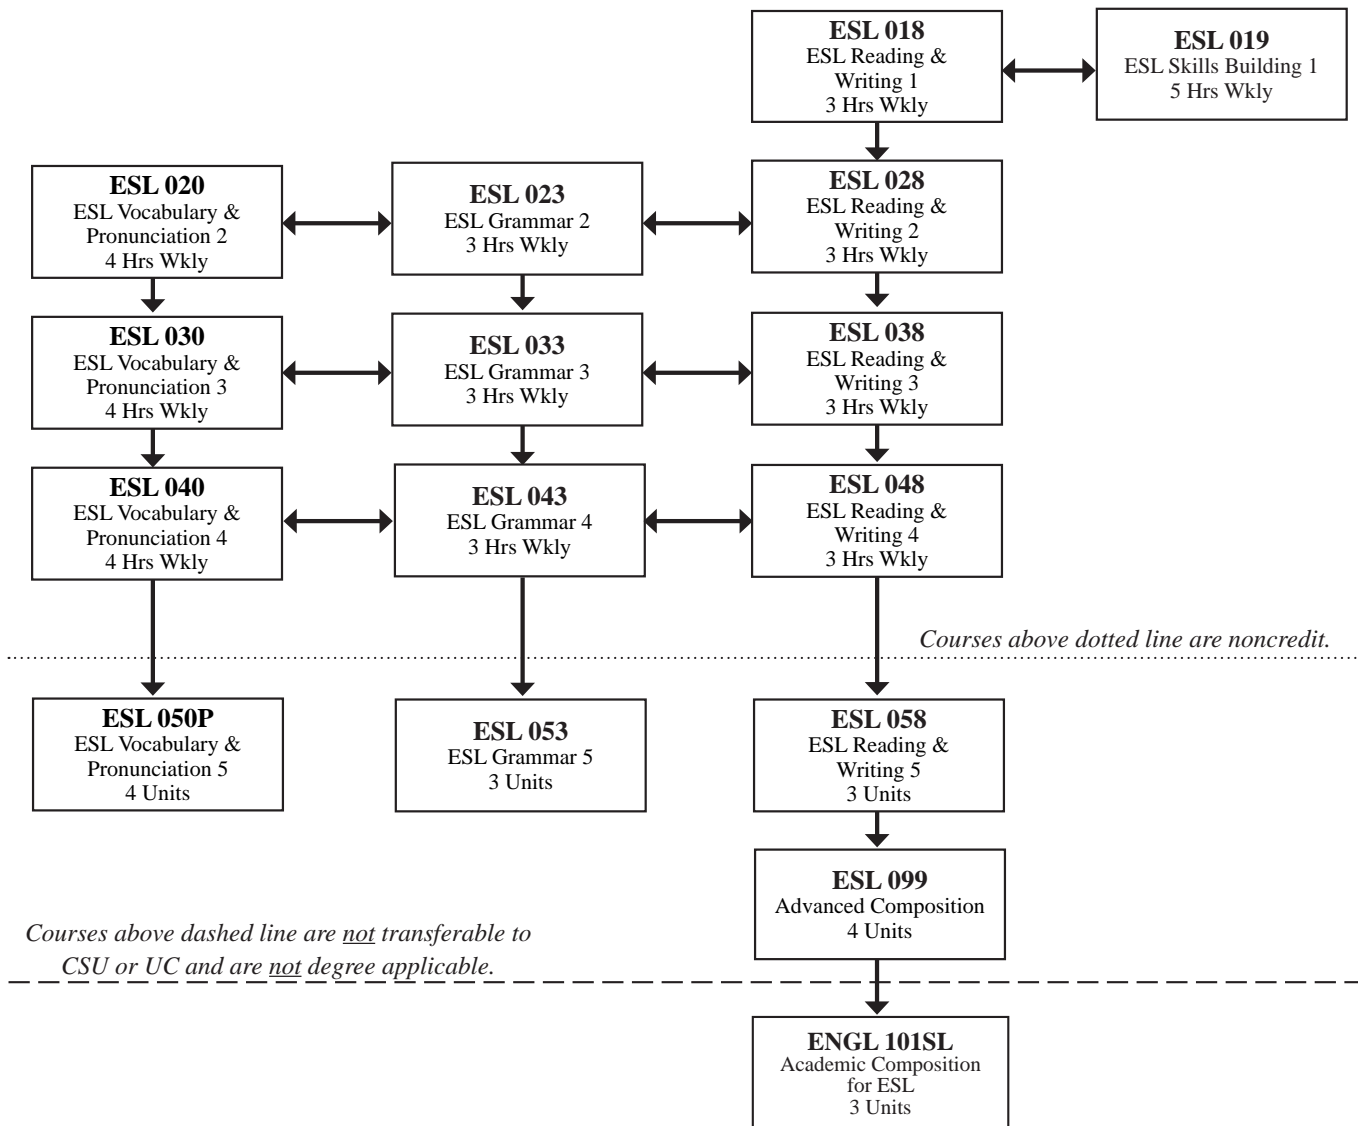 ESL 018
ESL Reading &
Writing 1
3 Hrs Wkly
ESL 019
ESL Skills Building 1
5 Hrs Wkly
ESL 020
ESL Vocabulary &
Pronunciation 2
4 Hrs Wkly
ESL 023
ESL Grammar 2
3 Hrs Wkly
ESL 028
ESL Reading &
Writing 2
3 Hrs Wkly
ESL 030
ESL Vocabulary &
Pronunciation 3
4 Hrs Wkly
ESL 033
ESL Grammar 3
3 Hrs Wkly
ESL 038
ESL Reading &
Writing 3
3 Hrs Wkly
ESL 040
ESL Vocabulary &
Pronunciation 4
4 Hrs Wkly
ESL 043
ESL Grammar 4
3 Hrs Wkly
ESL 048
ESL Reading &
Writing 4
3 Hrs Wkly
Courses above dotted line are noncredit.
ESL 050P
ESL Vocabulary &
Pronunciation 5
4 Units
ESL 053
ESL Grammar 5
3 Units
ESL 058
ESL Reading &
Writing 5
3 Units
ESL 099
Advanced Composition
4 Units
Courses above dashed line are not transferable to
CSU or UC and are not degree applicable.
ENGL 101SL
Academic Composition
for ESL
3 Units